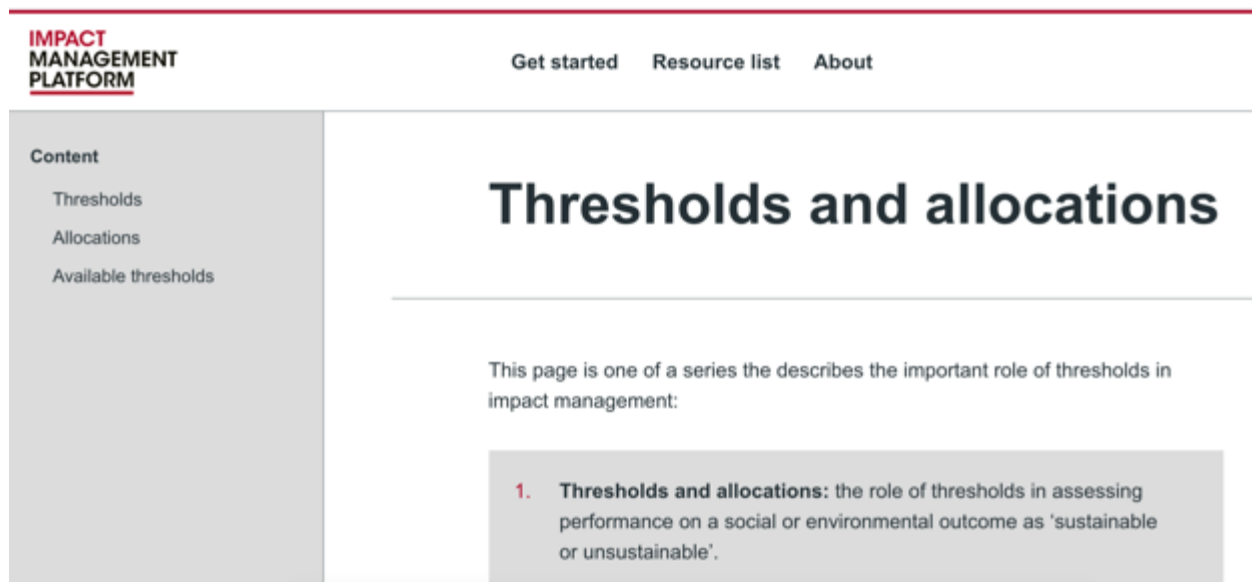 IMPACT
MANAGEMENT
PLATFORM
Get started Resource list About
Content
Thresholds
Allocations
Available thresholds
Thresholds and allocations
This page is one of a series the describes the important role of thresholds in
impact management:
1. Thresholds and allocations: the role of thresholds in assessing
performance on a social or environmental outcome as ‘sustainable
or unsustainable’.